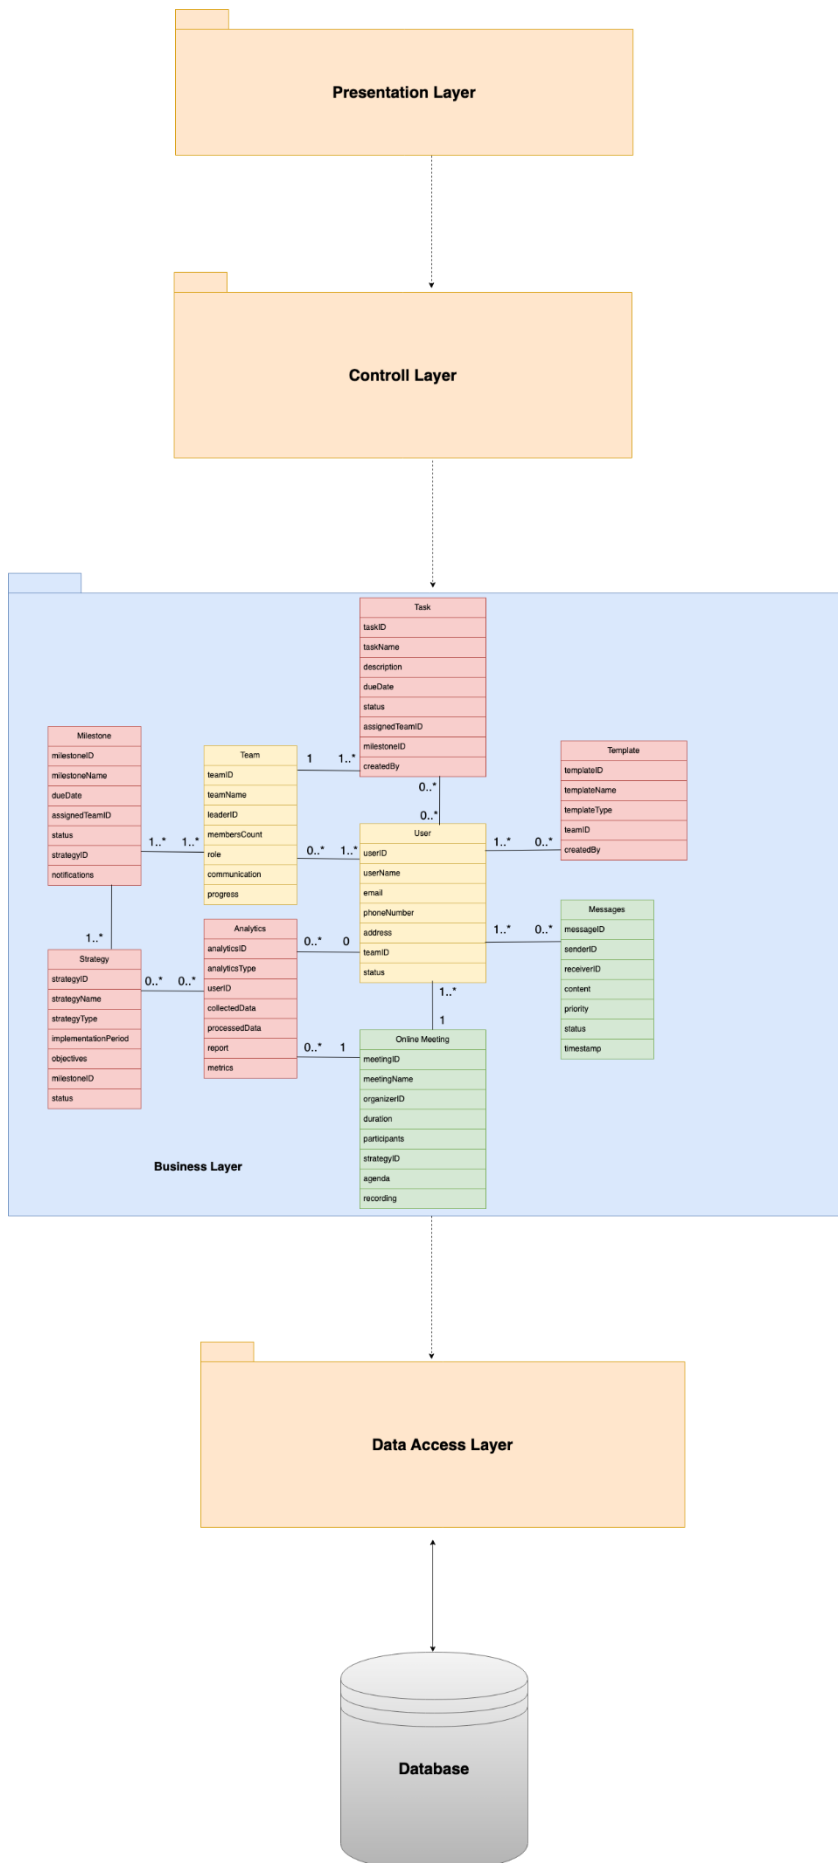 Presentation Layer
Controll Layer
Task
taskID
taskName
description
dueDate
status
assignedTeamID
milestoneID
createdBy
Milestone
milestoneID
milestoneName
dueDate
assignedTeamID
status
strategyID
notifications
1..* 1..*
Team
teamID
teamName
leaderID
membersCount
role
communication
progress
1 1..*
0..*
0..*
0..* 1..*
User
userID
userName
email
phoneNumber
address
teamID
status
1..* 0..*
Template
templateID
templateName
templateType
teamID
createdBy
1..* 0..*
Messages
messageID
senderID
receiverID
content
priority
status
timestamp
1..*
Strategy
strategyID
strategyName
strategyType
implementationPeriod
objectives
milestoneID
status
0..* 0..*
Analytics
analyticsID
analyticsType
userID
collectedData
processedData
report
metrics
0..* 0
0..* 1
1..*
1
Online Meeting
meetingID
meetingName
organizerID
duration
participants
strategyID
agenda
recording
Business Layer
Data Access Layer
Database